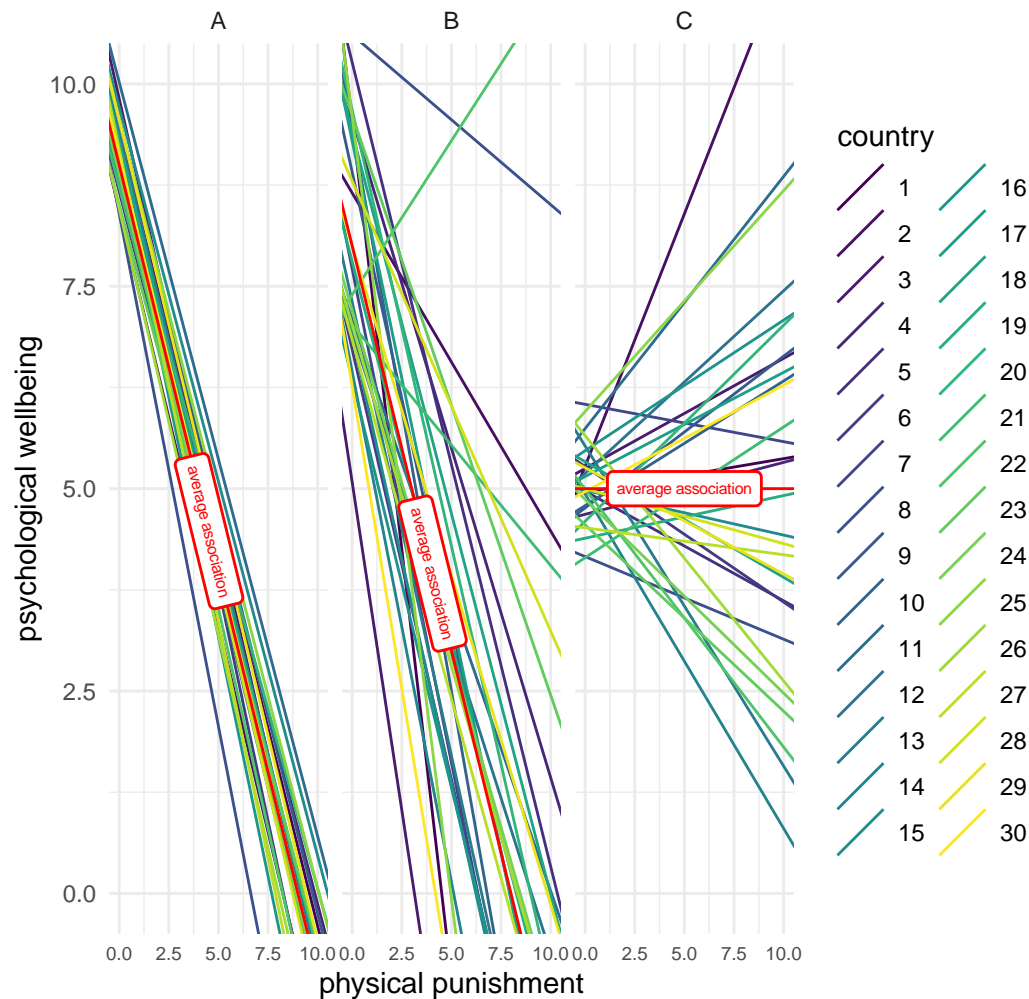 A B C
psychological wellbeing
10.0
7.5
5.0
2.5
0.0
average association
average association
average association
0.0 2.5 5.0 7.5 10.0 0.0 2.5 5.0 7.5 10.0 0.0 2.5 5.0 7.5 10.0
physical punishment
country
1 16
2 17
3 18
4 19
5 20
6 21
7 22
8 23
9 24
10 25
11 26
12 27
13 28
14 29
15 30